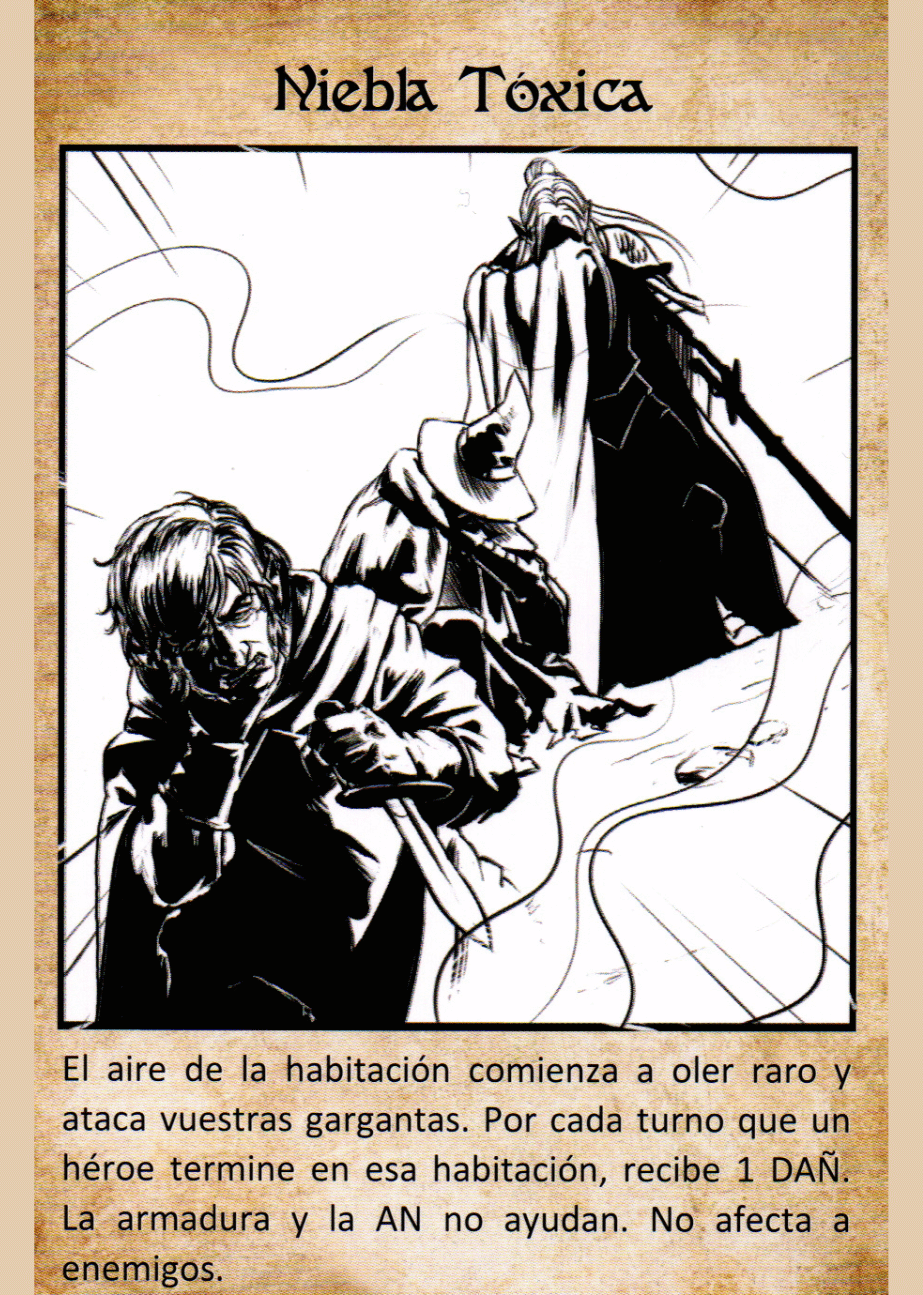 Niebla Tóxica
El aire de la habitación comienza a oler raro y
ataca vuestras gargantas. Por cada turno que un
héroe termine en esa habitación, recibe 1 DAÑ.
La armadura y la AN no ayudan. No afecta a
enemigos.